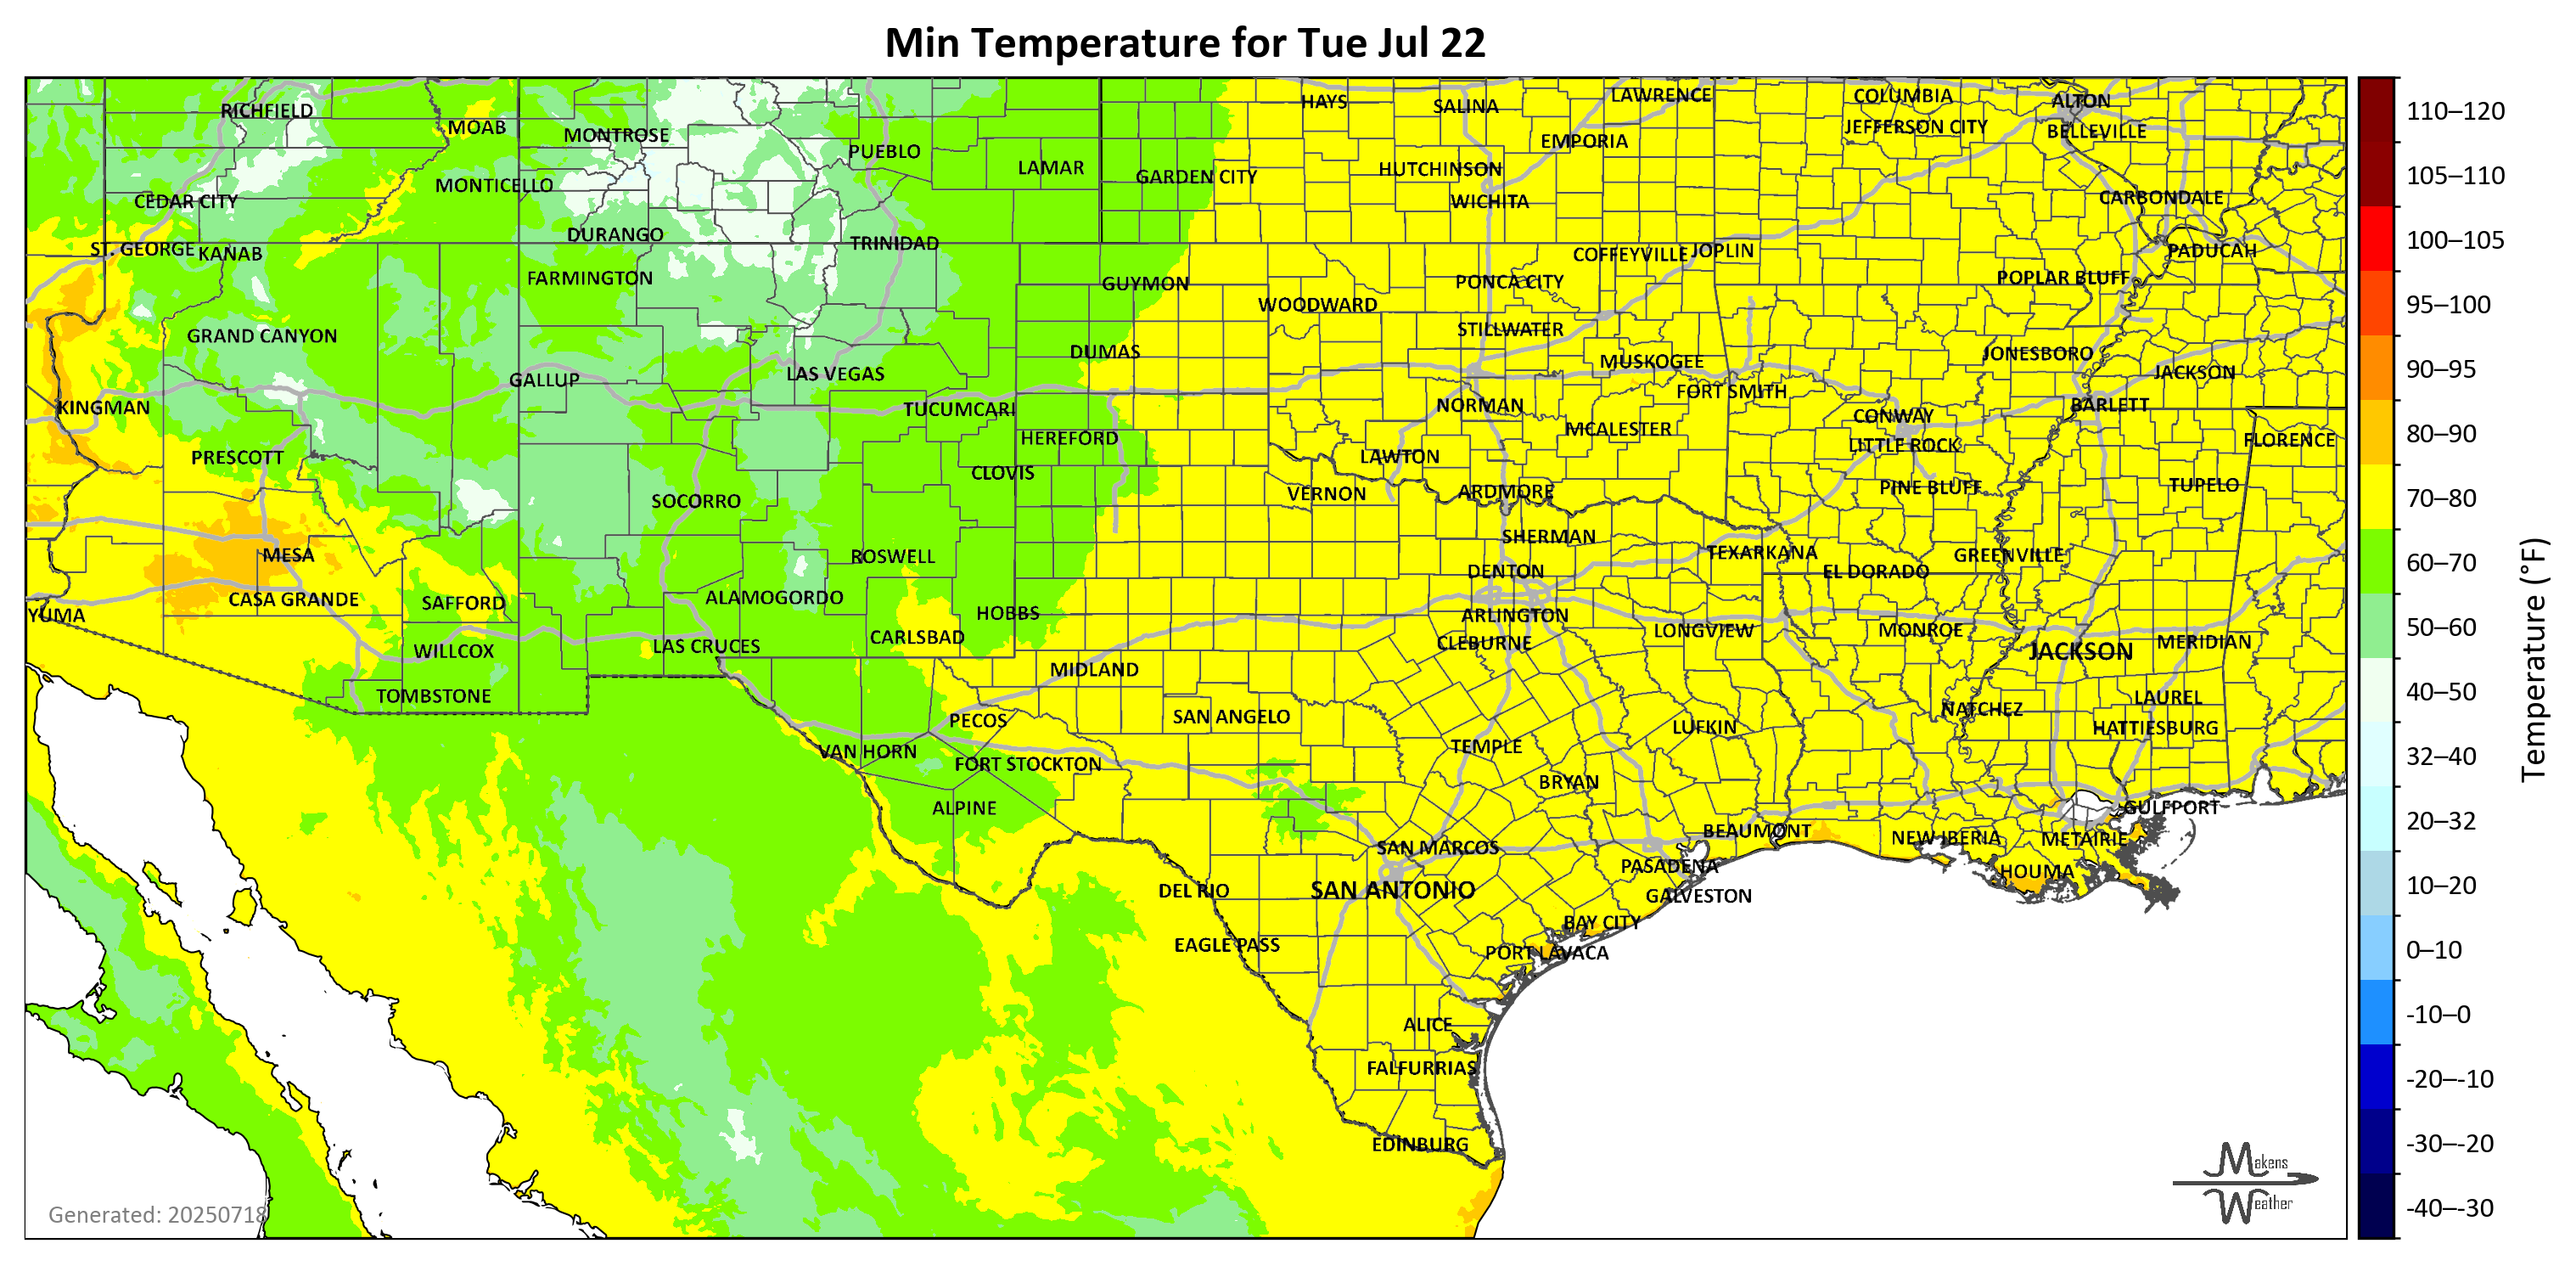 Min Temperature for Tue Jul 22
RICHFIELD
MOAB
MONTROSE
PUEBLO
LAMAR
GARDEN CITY
HAYS
SALINA
LAWRENCE
EMPORIA
HUTCHINSON
WICHITA
COLUMBIA
JEFFERSON CITY
ALTON
BELLEVILLE
CARBONDALE
CEDAR CITY
MONTICELLO
DURANGO
TRINIDAD
ST. GEORGE
KANAB
FARMINGTON
GUYMON
WOODWARD
PONCA CITY
COFFEYVILLE
JOPLIN
POPLAR BLUFF
PADUCAH
GRAND CANYON
STILLWATER
DUMAS
MUSKOGEE
JONESBORO
JACKSON
GALLUP
LAS VEGAS
FORT SMITH
KINGMAN
TUCUMCARI
NORMAN
CONWAY
BARLETT
HEREFORD
MCALESTER
LITTLE ROCK
FLORENCE
PRESCOTT
CLOVIS
LAWTON
SOCORRO
VERNON
ARDMORE
PINE BLUFF
TUPELO
MESA
ROSWELL
SHERMAN
TEXARKANA
GREENVILLE
DENTON
EL DORADO
YUMA
CASA GRANDE
SAFFORD
ALAMOGORDO
HOBBS
ARLINGTON
WILLCOX
LAS CRUCES
CARLSBAD
CLEBURNE
LONGVIEW
MONROE
JACKSON
MERIDIAN
TOMBSTONE
MIDLAND
LAUREL
PECOS
SAN ANGELO
LUFKIN
NATCHEZ
HATTIESBURG
VAN HORN
FORT STOCKTON
TEMPLE
BRYAN
ALPINE
GULFPORT
BEAUMONT
NEW IBERIA
METAIRIE
SAN MARCOS
PASADENA
HOUMA
DEL RIO
SAN ANTONIO
GALVESTON
BAY CITY
EAGLE PASS
PORT LAVACA
ALICE
FALFURRIAS
EDINBURG
Generated: 20250718
Makens
Weather
110–120
105–110
100–105
95–100
90–95
80–90
70–80
60–70
50–60
40–50
32–40
20–32
10–20
0–10
-10–0
-20–-10
-30–-20
-40–-30
Temperature (°F)